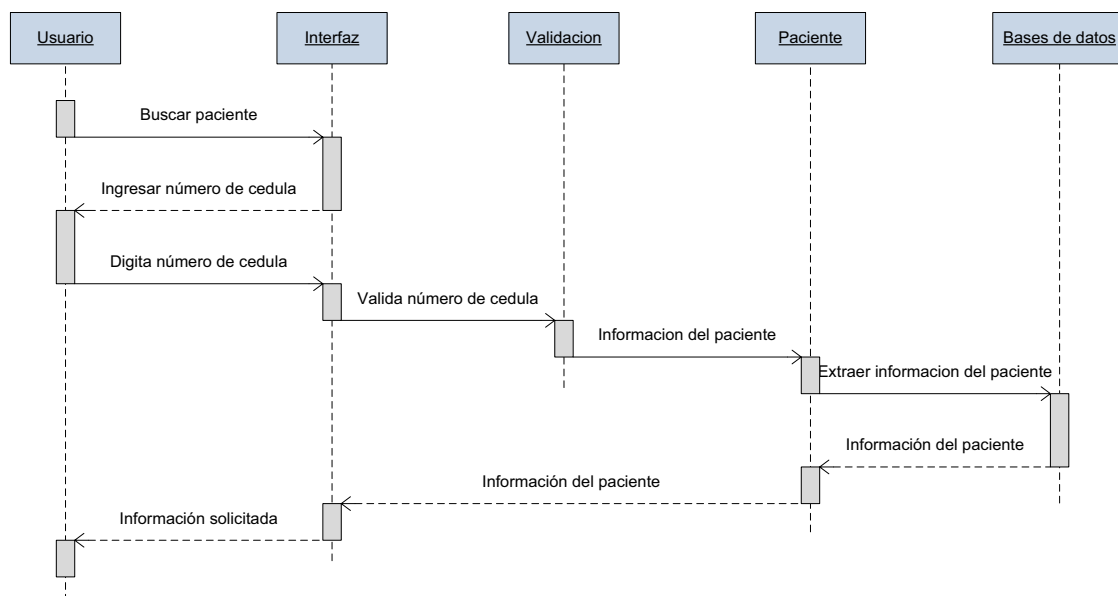 Usuario
Interfaz
Validacion
Paciente
Bases de datos
Buscar paciente
Ingresar número de cedula
Digita número de cedula
Valida número de cedula
Informacion del paciente
Extraer informacion del paciente
Información del paciente
Información del paciente
Información solicitada